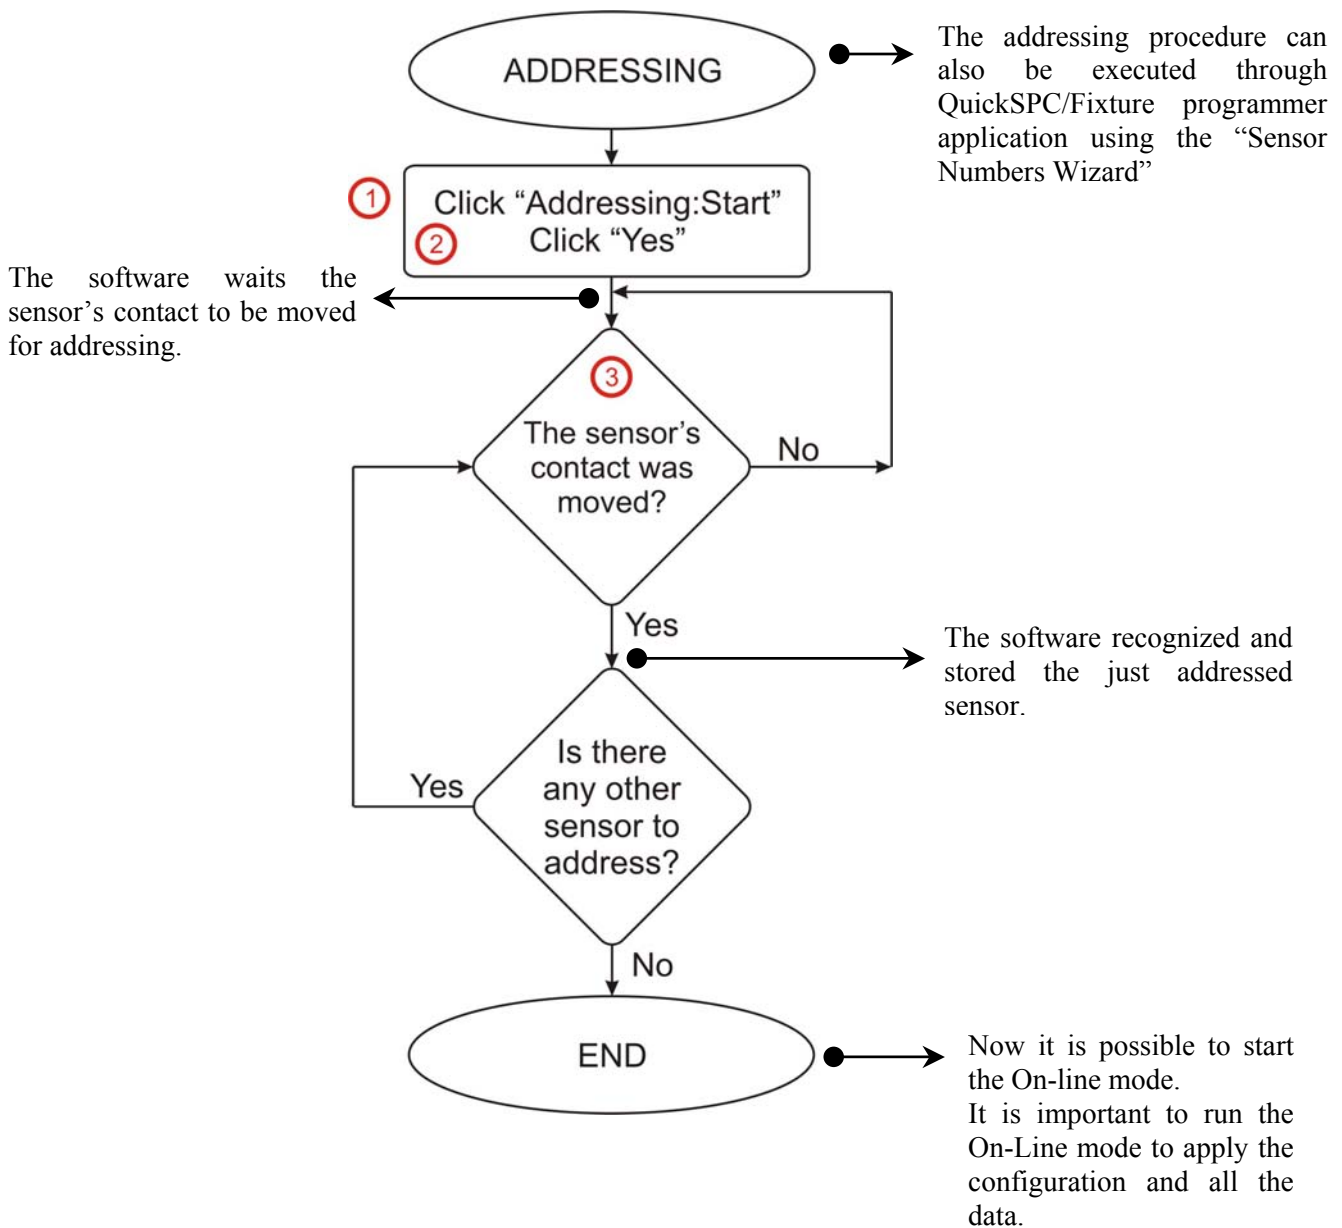 ADDRESSING
The addressing procedure can
also be executed through
QuickSPC/Fixture programmer
application using the “Sensor
Numbers Wizard”
1
Click “Addressing:Start”
2
Click “Yes”
The software waits the
sensor’s contact to be moved
for addressing.
3
The sensor’s
contact was
moved?
No
Yes
The software recognized and
stored the just addressed
sensor.
Is there
any other
sensor to
address?
Yes
No
END
Now it is possible to start
the On-line mode.
It is important to run the
On-Line mode to apply the
configuration and all the
data.